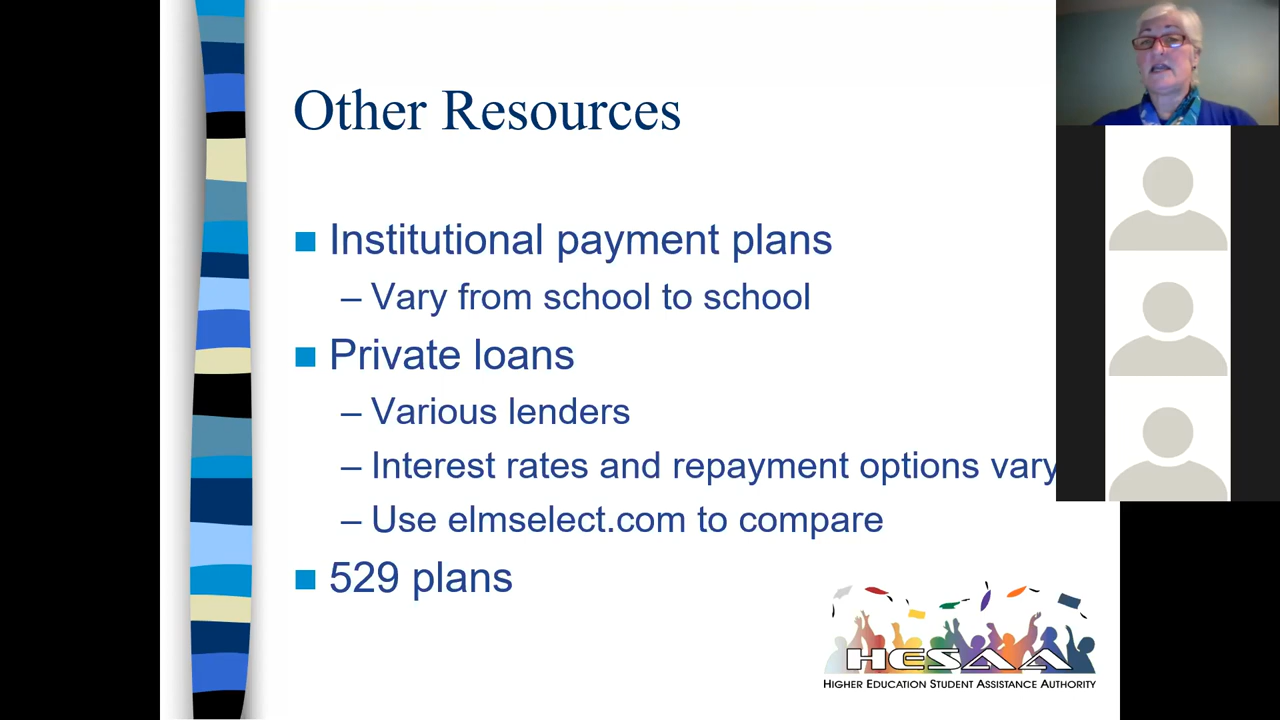 Other Resources
Institutional payment plans
– Vary from school to school
Private loans
– Various lenders
– Interest rates and repayment options vary
– Use elmselect.com to compare
529 plans
HESAA
HIGHER EDUCATION STUDENT ASSISTANCE AUTHORITY